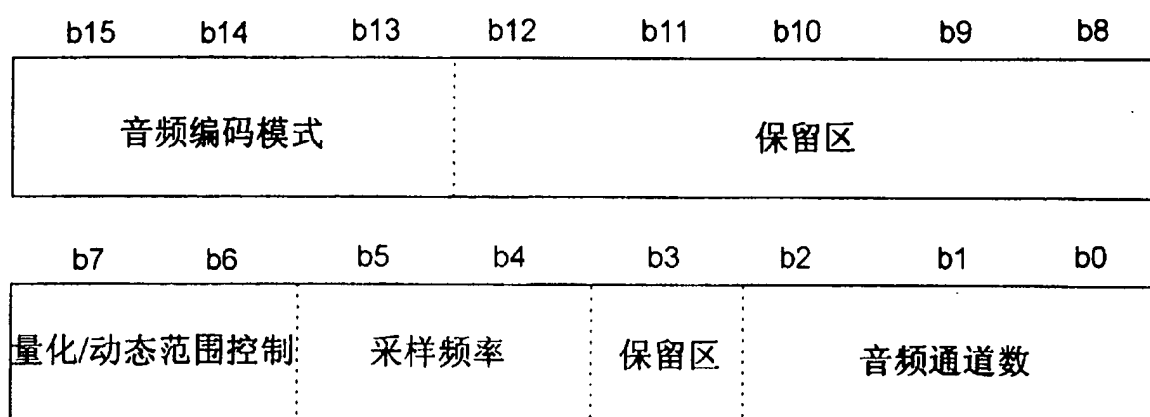 b15 b14 b13 b12 b11 b10 b9 b8
音频编码模式 保留区
b7 b6 b5 b4 b3 b2 b1 b0
量化/动态范围控制 采样频率 保留区 音频通道数